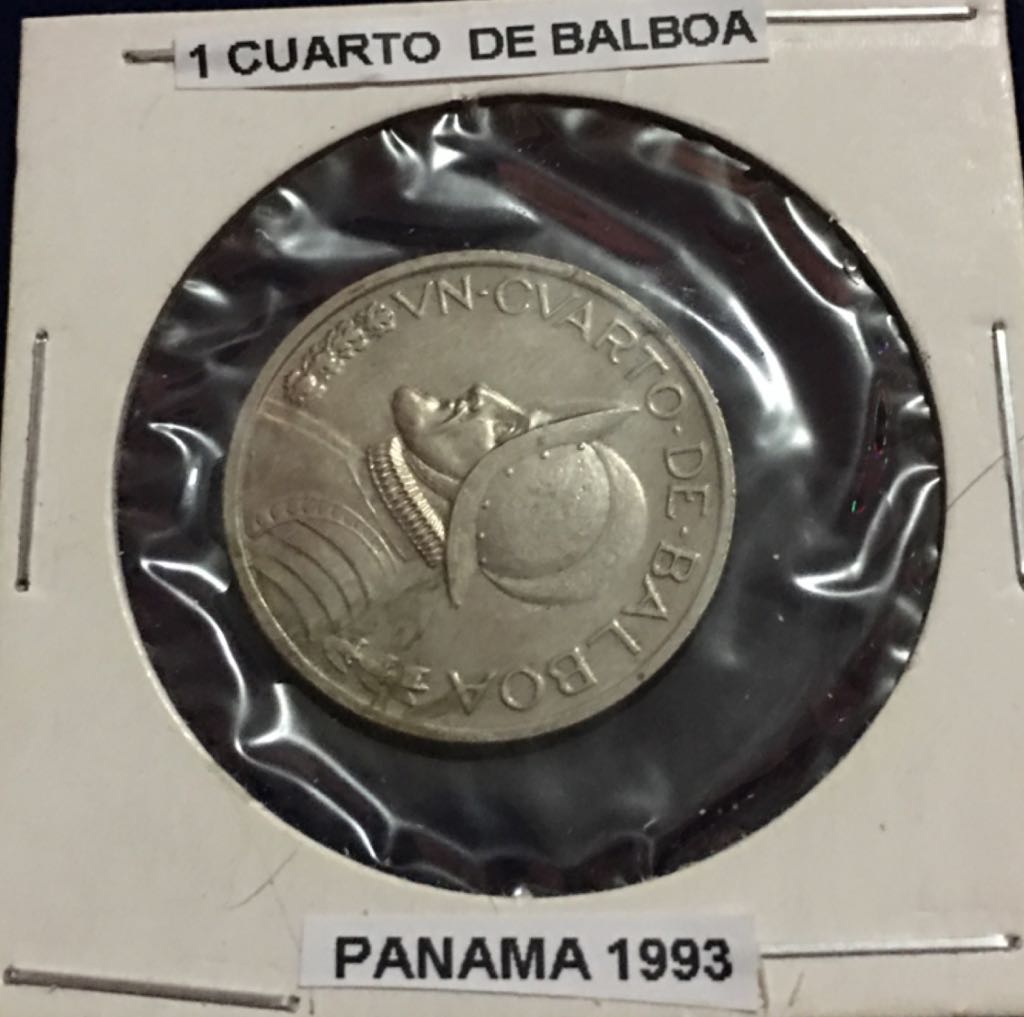 1 CUARTO DE BALBOA
VN·CVARTO·DE·BALBOA
PANAMA 1993